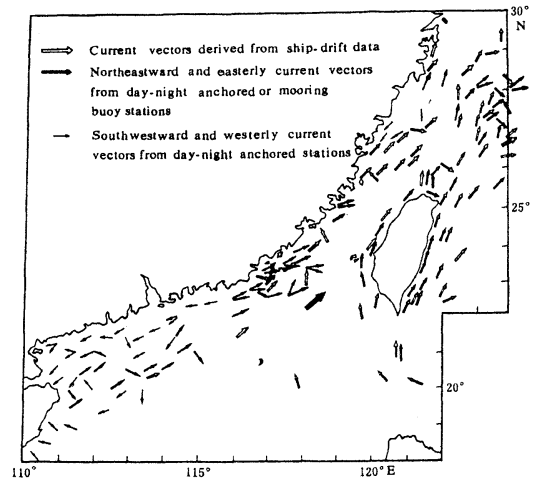 30°
N
Current vectors derived from ship-drift data
Northeastward and easterly current vectors
from day-night anchored or mooring
buoy stations
Southwestward and westerly current
vectors from day-night anchored stations
25°
20°
110°
115°
120°E